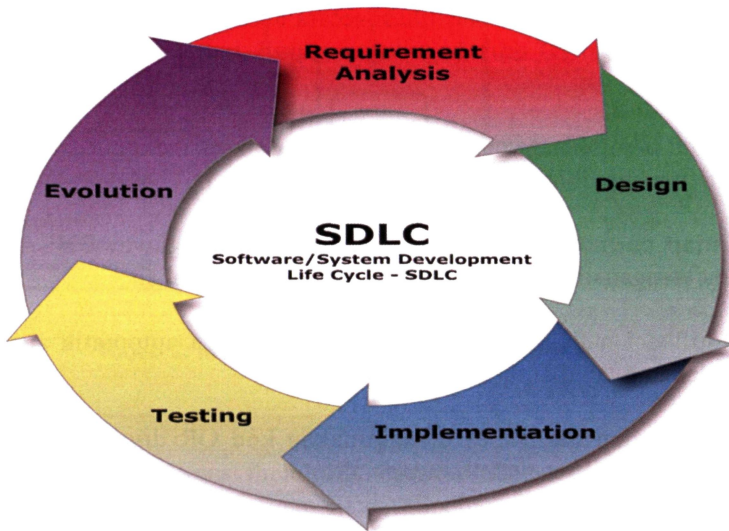 Requirement
Analysis
Design
Implementation
Testing
Evolution
SDLC
Software/System Development
Life Cycle - SDLC